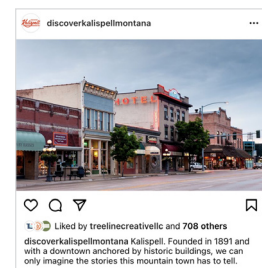 discoverkalispellmontana
HOTEL
Liked by treelinecreativellc and 708 others
discoverkalispellmontana Kalispell. Founded in 1891 and
with a downtown anchored by historic buildings, we can
only imagine the stories this mountain town has to tell.